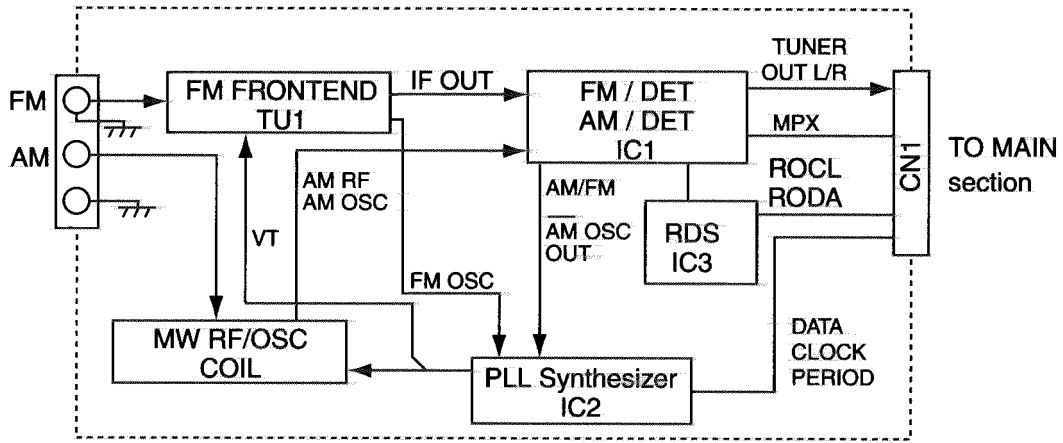 FM
AM
FM FRONTEND
TU1
IF OUT
FM / DET
AM / DET
IC1
TUNER
OUT L/R
MPX
ROCL
RODA
CN1
TO MAIN
section
AM RF
AM OSC
VT
FM OSC
AM/FM
AM OSC
OUT
RDS
IC3
MW RF/OSC
COIL
PLL Synthesizer
IC2
DATA
CLOCK
PERIOD